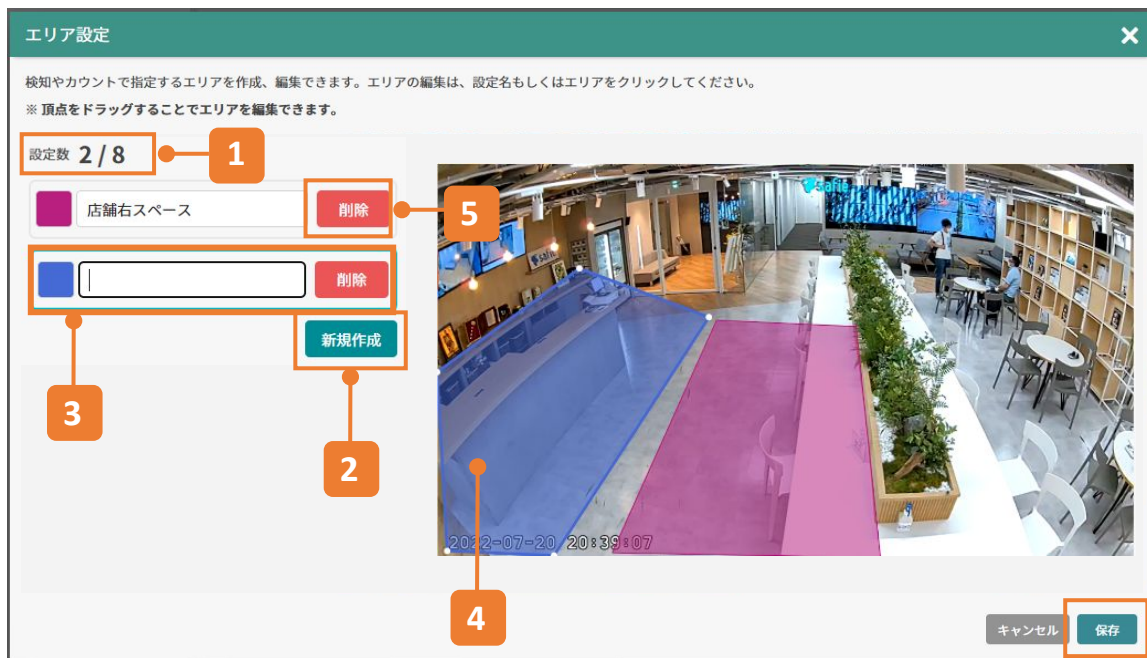 エリア設定
検知やカウントで指定するエリアを作成、編集できます。エリアの編集は、設定名もしくはエリアをクリックしてください。
※ 頂点をドラッグすることでエリアを編集できます。
設定数 2 / 8
1
店舗右スペース
削除
5
削除
新規作成
3
2
Safie
Safie
2022-07-20 20:39:07
4
キャンセル
保存